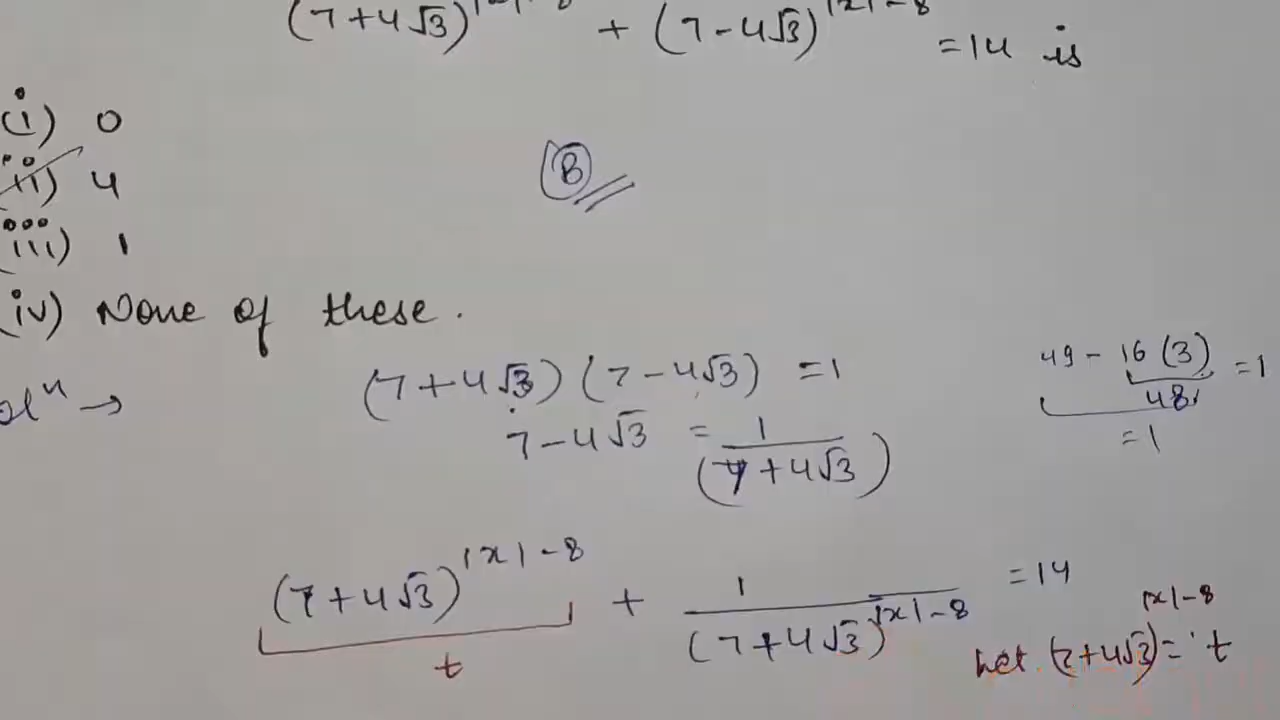 (7+4√3)^|x|-8 + (7-4√3)^|x|-8 = 14 is
(i) 0
(ii) 4
(iii) 1
(iv) None of these.
B
(7+4√3)(7-4√3) = 1
49 - 16(3) = 1
48
= 1
7-4√3 = 1/(7+4√3)
(7+4√3)^|x|-8 + 1/(7+4√3)^|x|-8 = 14
t
Let (7+4√3)^|x|-8 = t